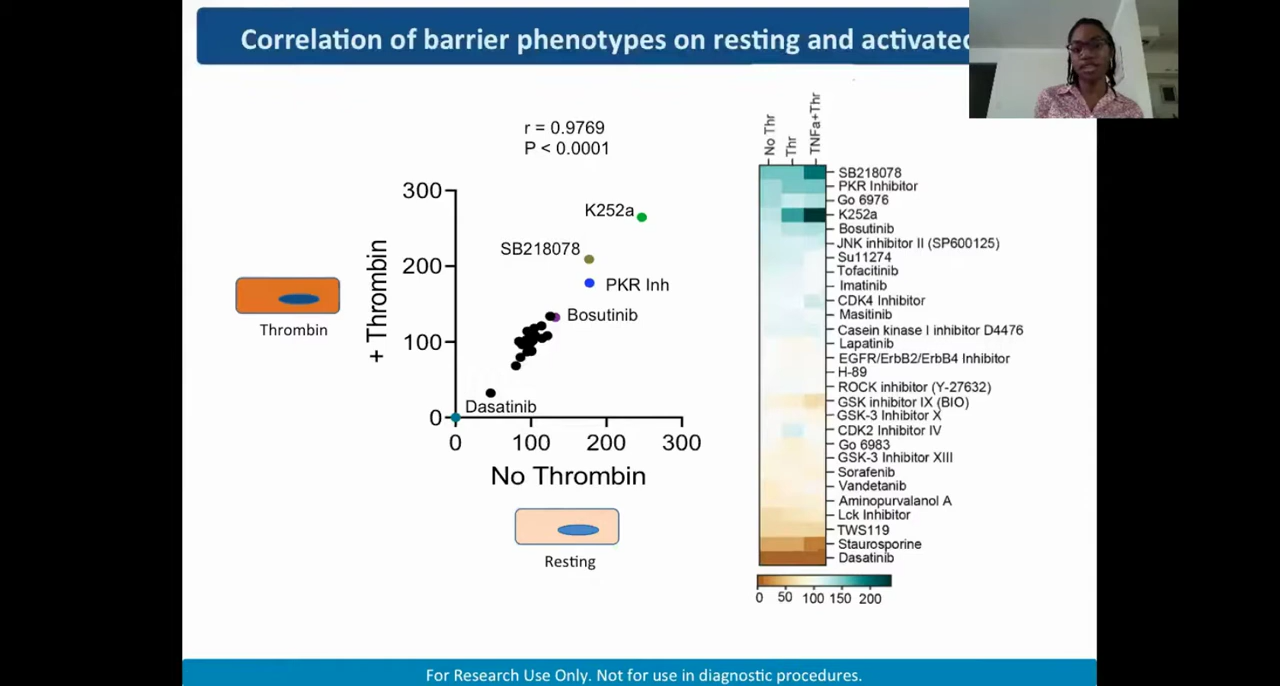 Correlation of barrier phenotypes on resting and activated
r = 0.9769
P < 0.0001
300
200
100
0
+ Thrombin
K252a
SB218078
PKR Inh
Bosutinib
Dasatinib
0 100 200 300
No Thrombin
Thrombin
Resting
No Thr
Thr
TNFa+Thr
SB218078
PKR Inhibitor
Go 6976
K252a
Bosutinib
JNK inhibitor II (SP600125)
Su11274
Tofacitinib
Imatinib
CDK4 Inhibitor
Masitinib
Casein kinase I inhibitor D4476
Lapatinib
EGFR/ErbB2/ErbB4 Inhibitor
H-89
ROCK inhibitor (Y-27632)
GSK inhibitor IX (BIO)
GSK-3 Inhibitor X
CDK2 Inhibitor IV
Go 6983
GSK-3 Inhibitor XIII
Sorafenib
Vandetanib
Aminopurvalanol A
Lck Inhibitor
TWS119
Staurosporine
Dasatinib
0 50 100 150 200
For Research Use Only. Not for use in diagnostic procedures.